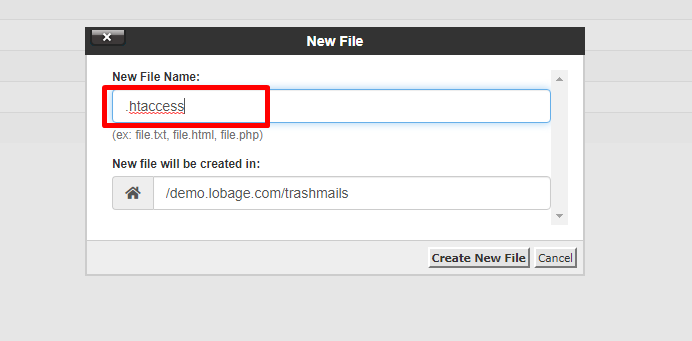 New File
New File Name:
.htaccess
(ex: file.txt, file.html, file.php)
New file will be created in:
/demo.lobage.com/trashmails
Create New File
Cancel